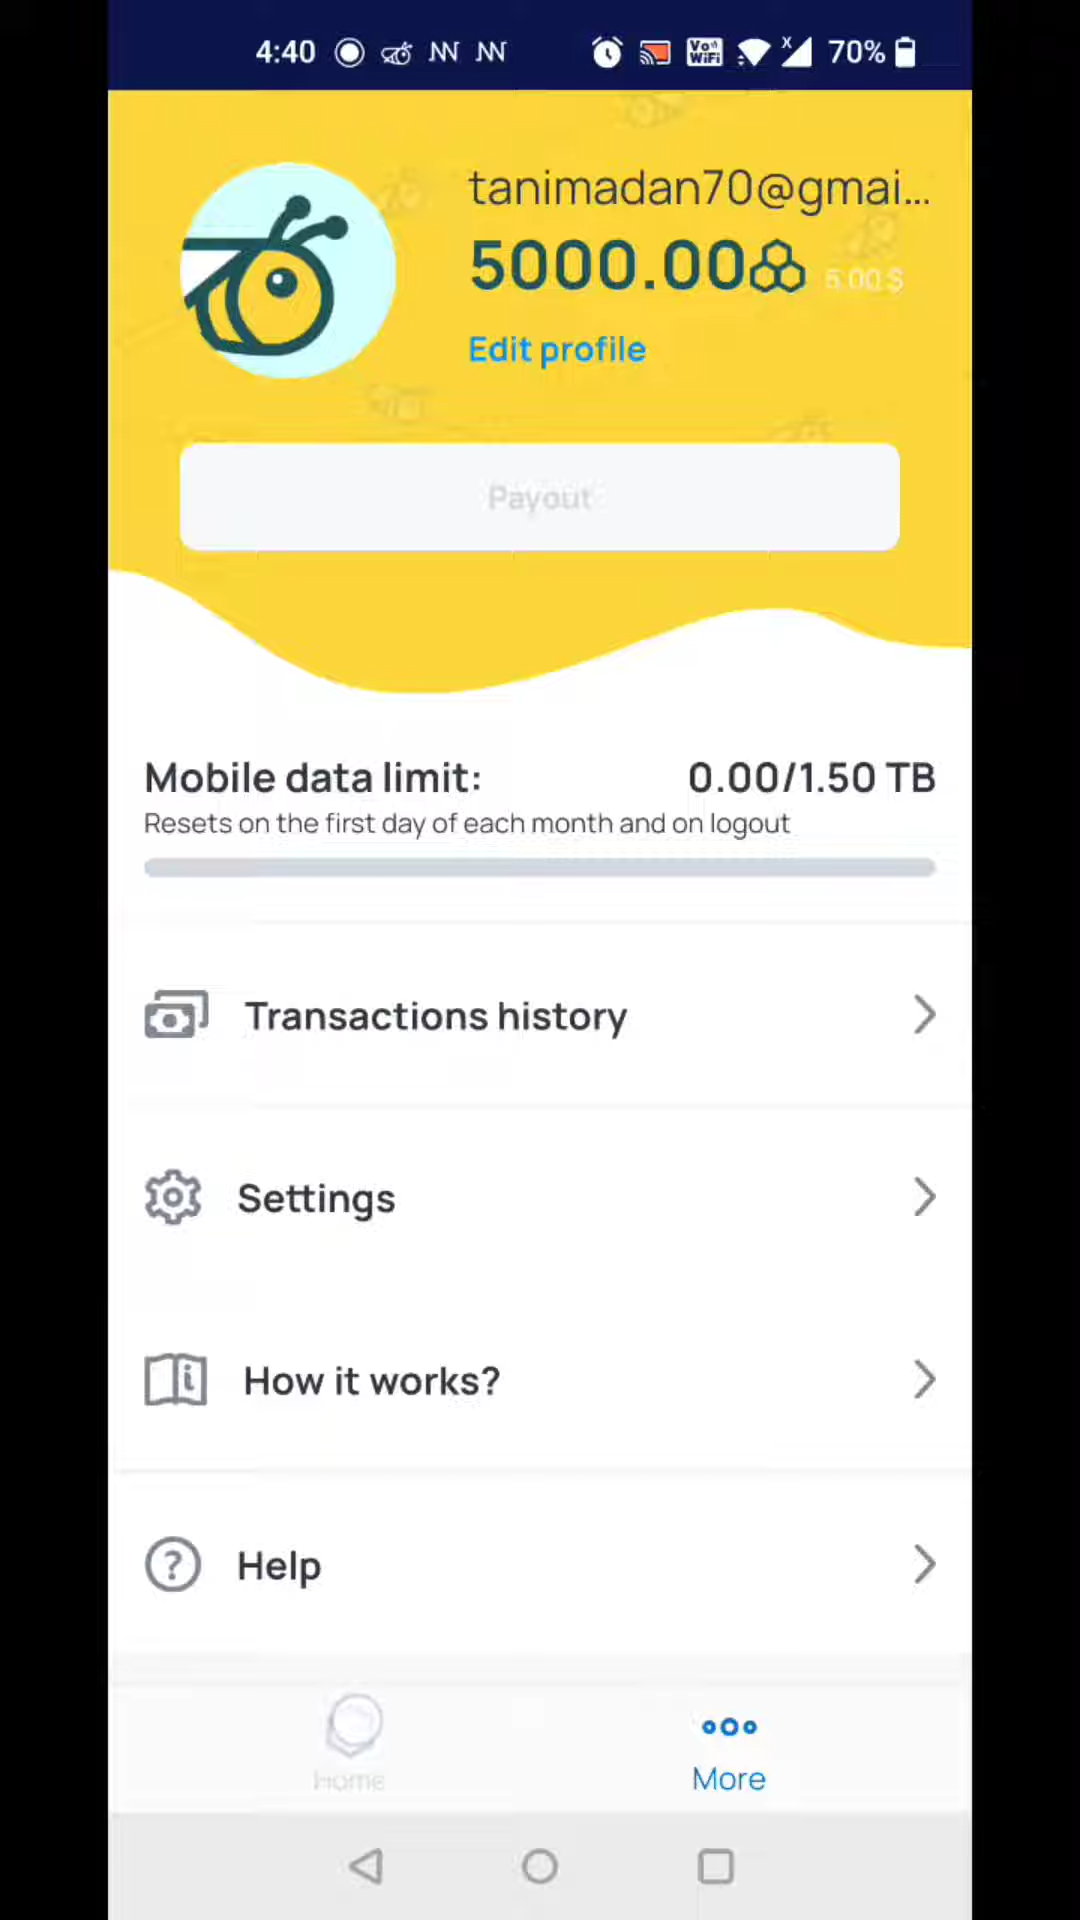 4:40
Vo WiFi
x
70%
tanimadan70@gmai...
5000.00
5.00 $
Edit profile
Payout
Mobile data limit: 0.00/1.50 TB
Resets on the first day of each month and on logout
Transactions history
Settings
How it works?
Help
Home
More